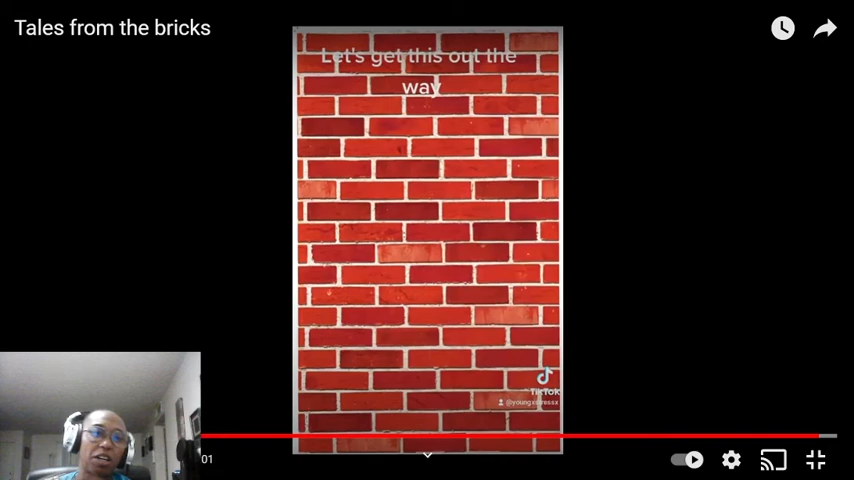 Tales from the bricks
Let's get this out the
way
TikTok
01